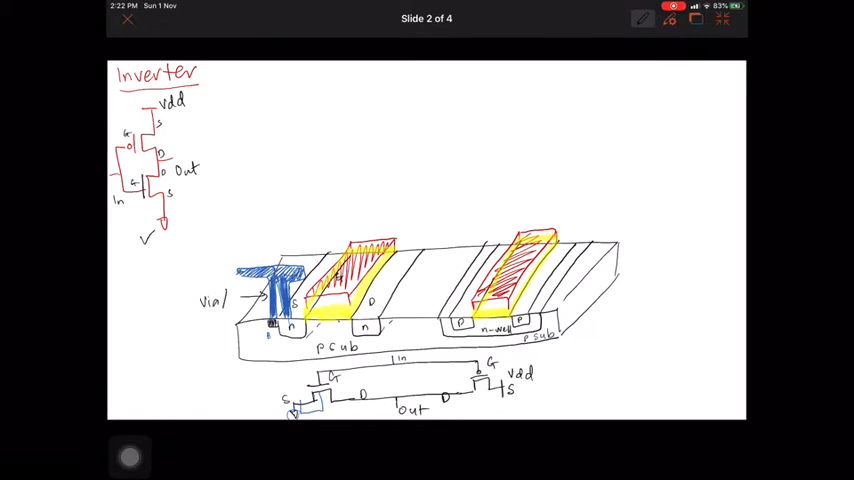 2:22 PM Sun 1 Nov
83%
Slide 2 of 4
Inverter
Vdd
S
G
D
Out
D
G
S
In
Via/
S
D
n
n
P
n-well
P
P sub
P sub
B
In
G
G
Vdd
S
S
D
D
Out